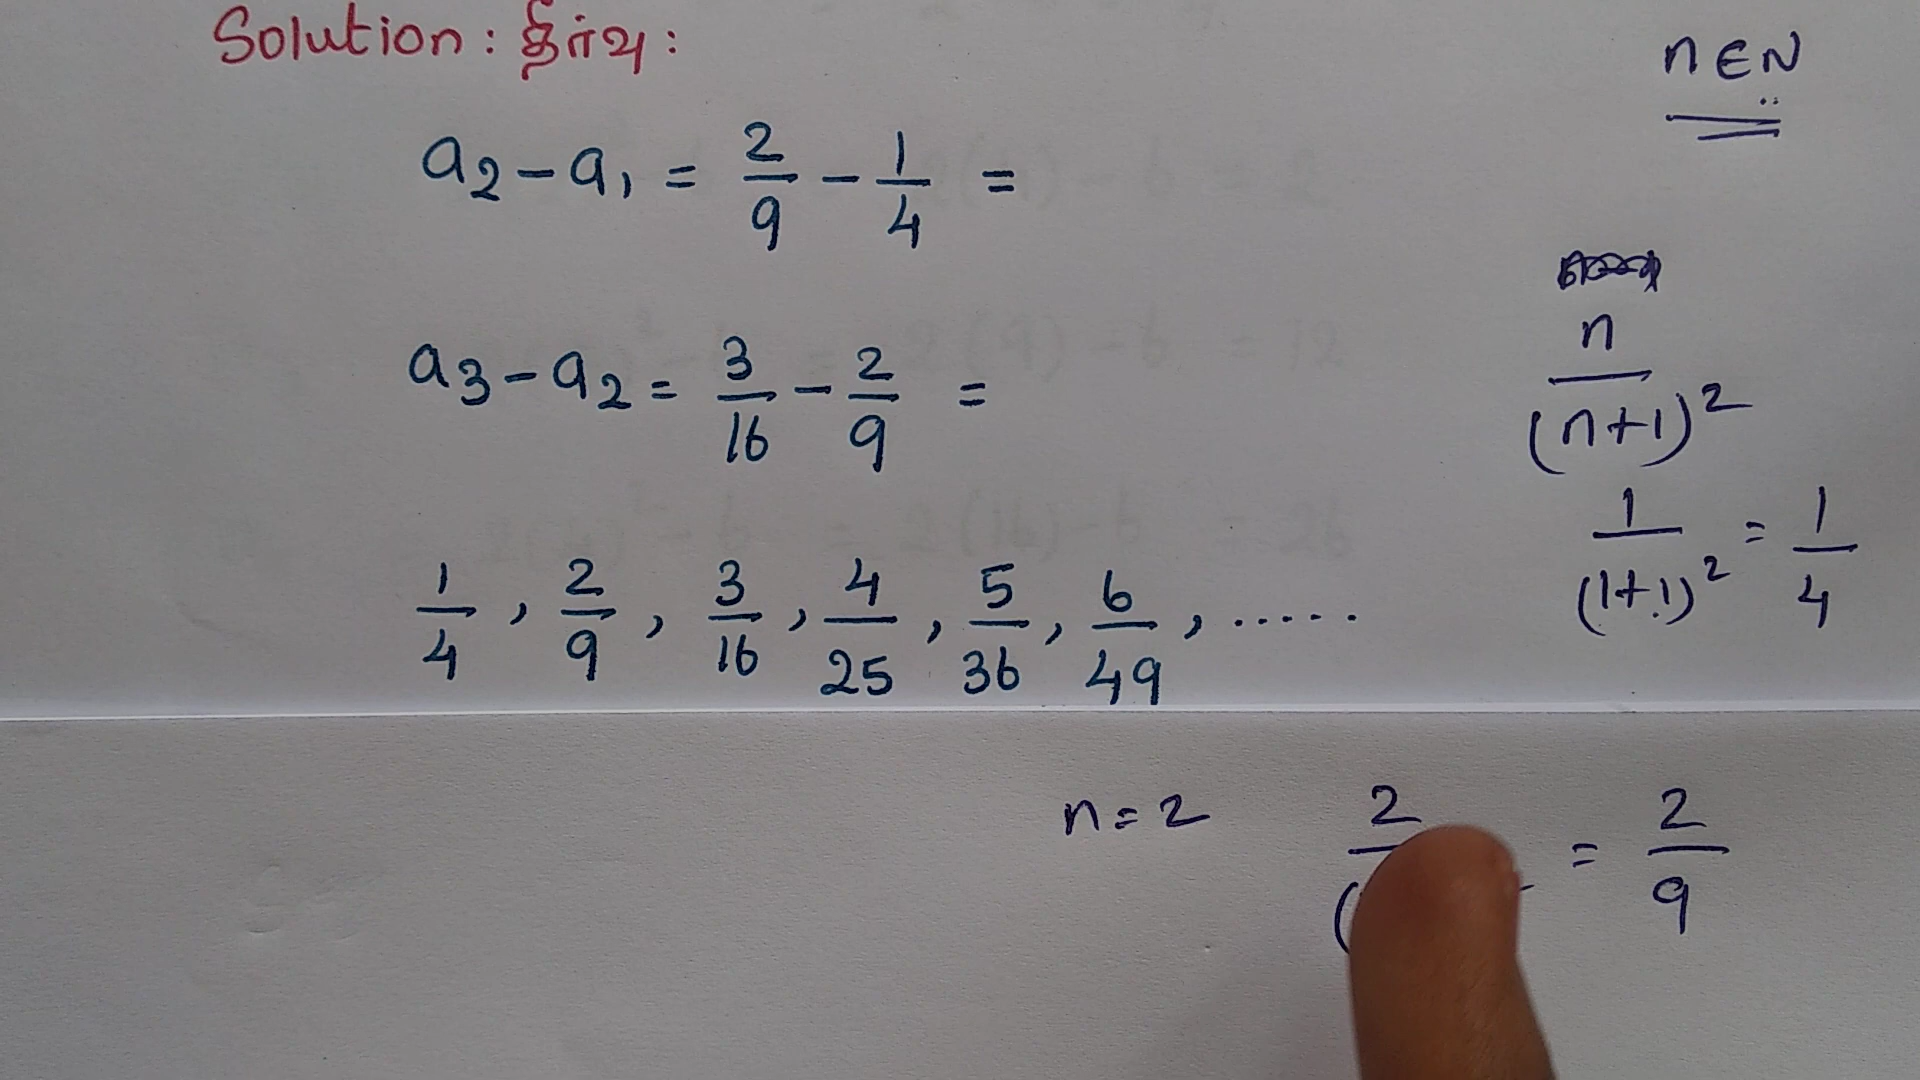 Solution: தீர்வு:
n ∈ N
a₂ - a₁ = 2/9 - 1/4 =
a₃ - a₂ = 3/16 - 2/9 =
n/(n+1)²
1/(1+1)² = 1/4
1/4, 2/9, 3/16, 4/25, 5/36, 6/49, .....
n = 2 2/( = 2/9